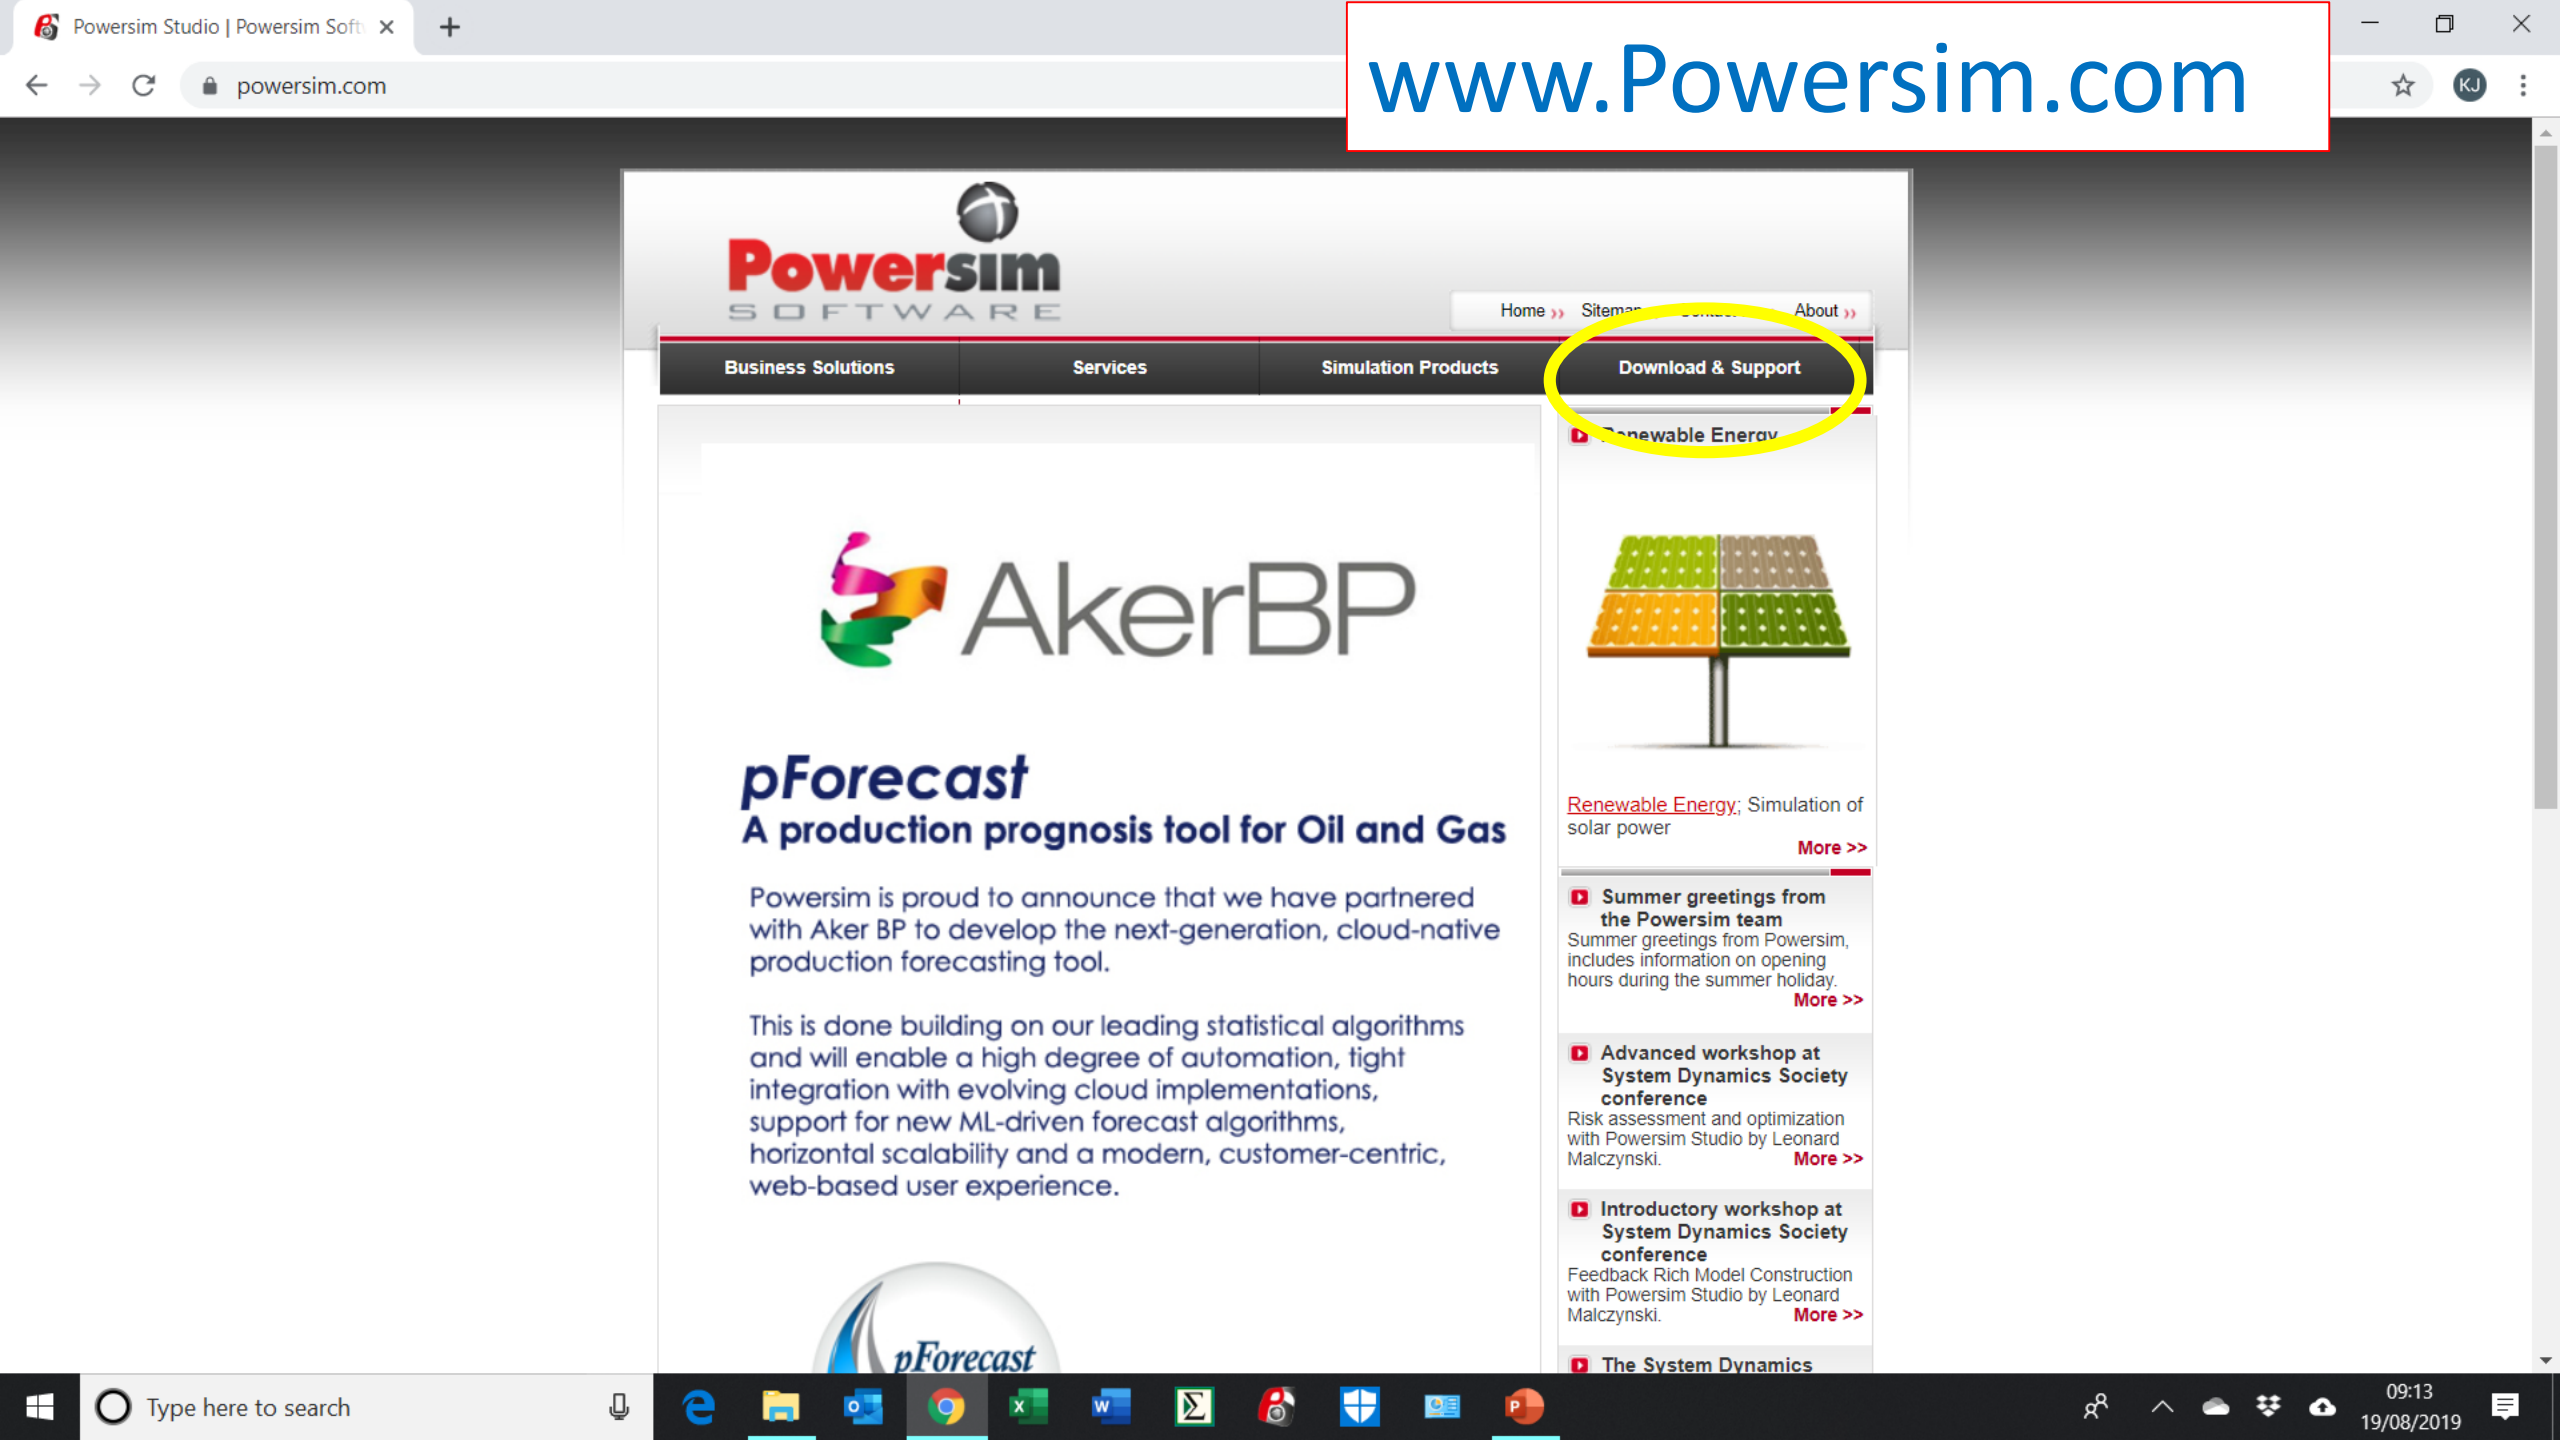 Powersim Studio | Powersim Soft
www.Powersim.com
powersim.com
KJ
Powersim
SOFTWARE
Home
About
Business Solutions
Services
Simulation Products
Download & Support
Renewable Energy
AkerBP
pForecast
A production prognosis tool for Oil and Gas
Powersim is proud to announce that we have partnered
with Aker BP to develop the next-generation, cloud-native
production forecasting tool.
This is done building on our leading statistical algorithms
and will enable a high degree of automation, tight
integration with evolving cloud implementations,
support for new ML-driven forecast algorithms,
horizontal scalability and a modern, customer-centric,
web-based user experience.
pForecast
Renewable Energy; Simulation of
solar power
More >>
Summer greetings from
the Powersim team
Summer greetings from Powersim,
includes information on opening
hours during the summer holiday.
More >>
Advanced workshop at
System Dynamics Society
conference
Risk assessment and optimization
with Powersim Studio by Leonard
Malczynski. More >>
Introductory workshop at
System Dynamics Society
conference
Feedback Rich Model Construction
with Powersim Studio by Leonard
Malczynski. More >>
The System Dynamics
Type here to search
09:13
19/08/2019